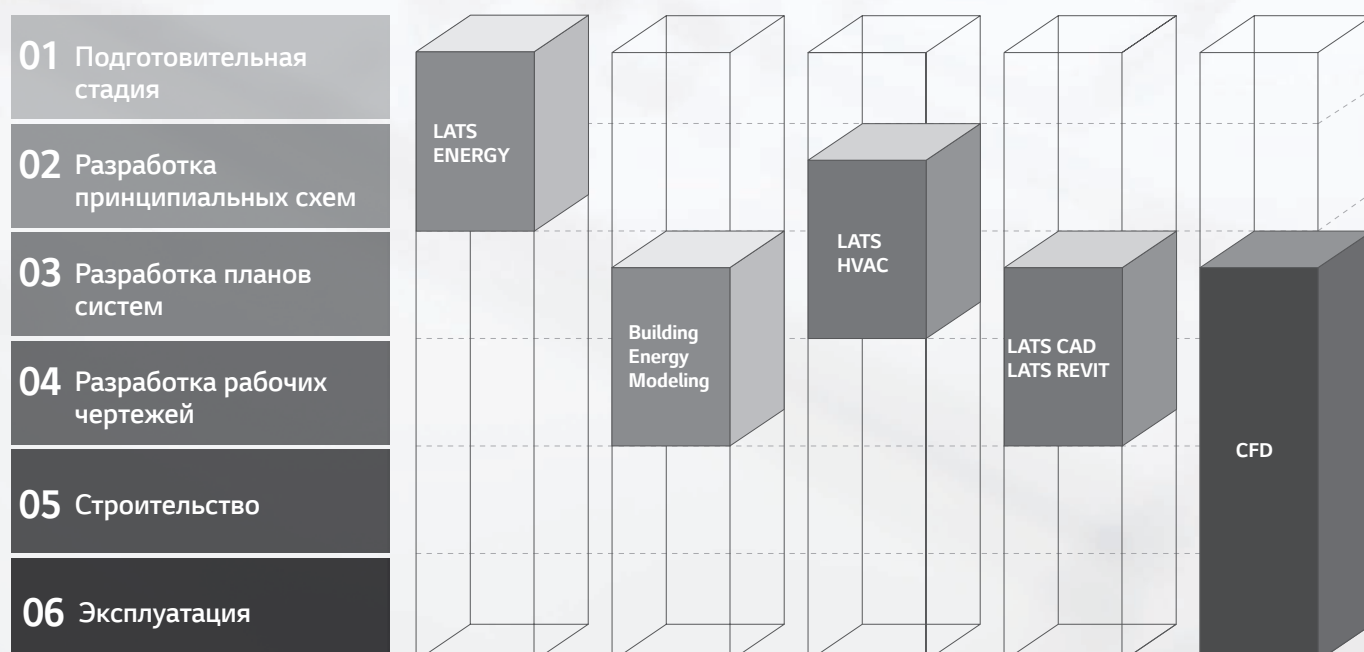 01 Подготовительная
стадия
02 Разработка
принципиальных схем
03 Разработка планов
систем
04 Разработка рабочих
чертежей
05 Строительство
06 Эксплуатация
LATS
ENERGY
Building
Energy
Modeling
LATS
HVAC
LATS CAD
LATS REVIT
CFD